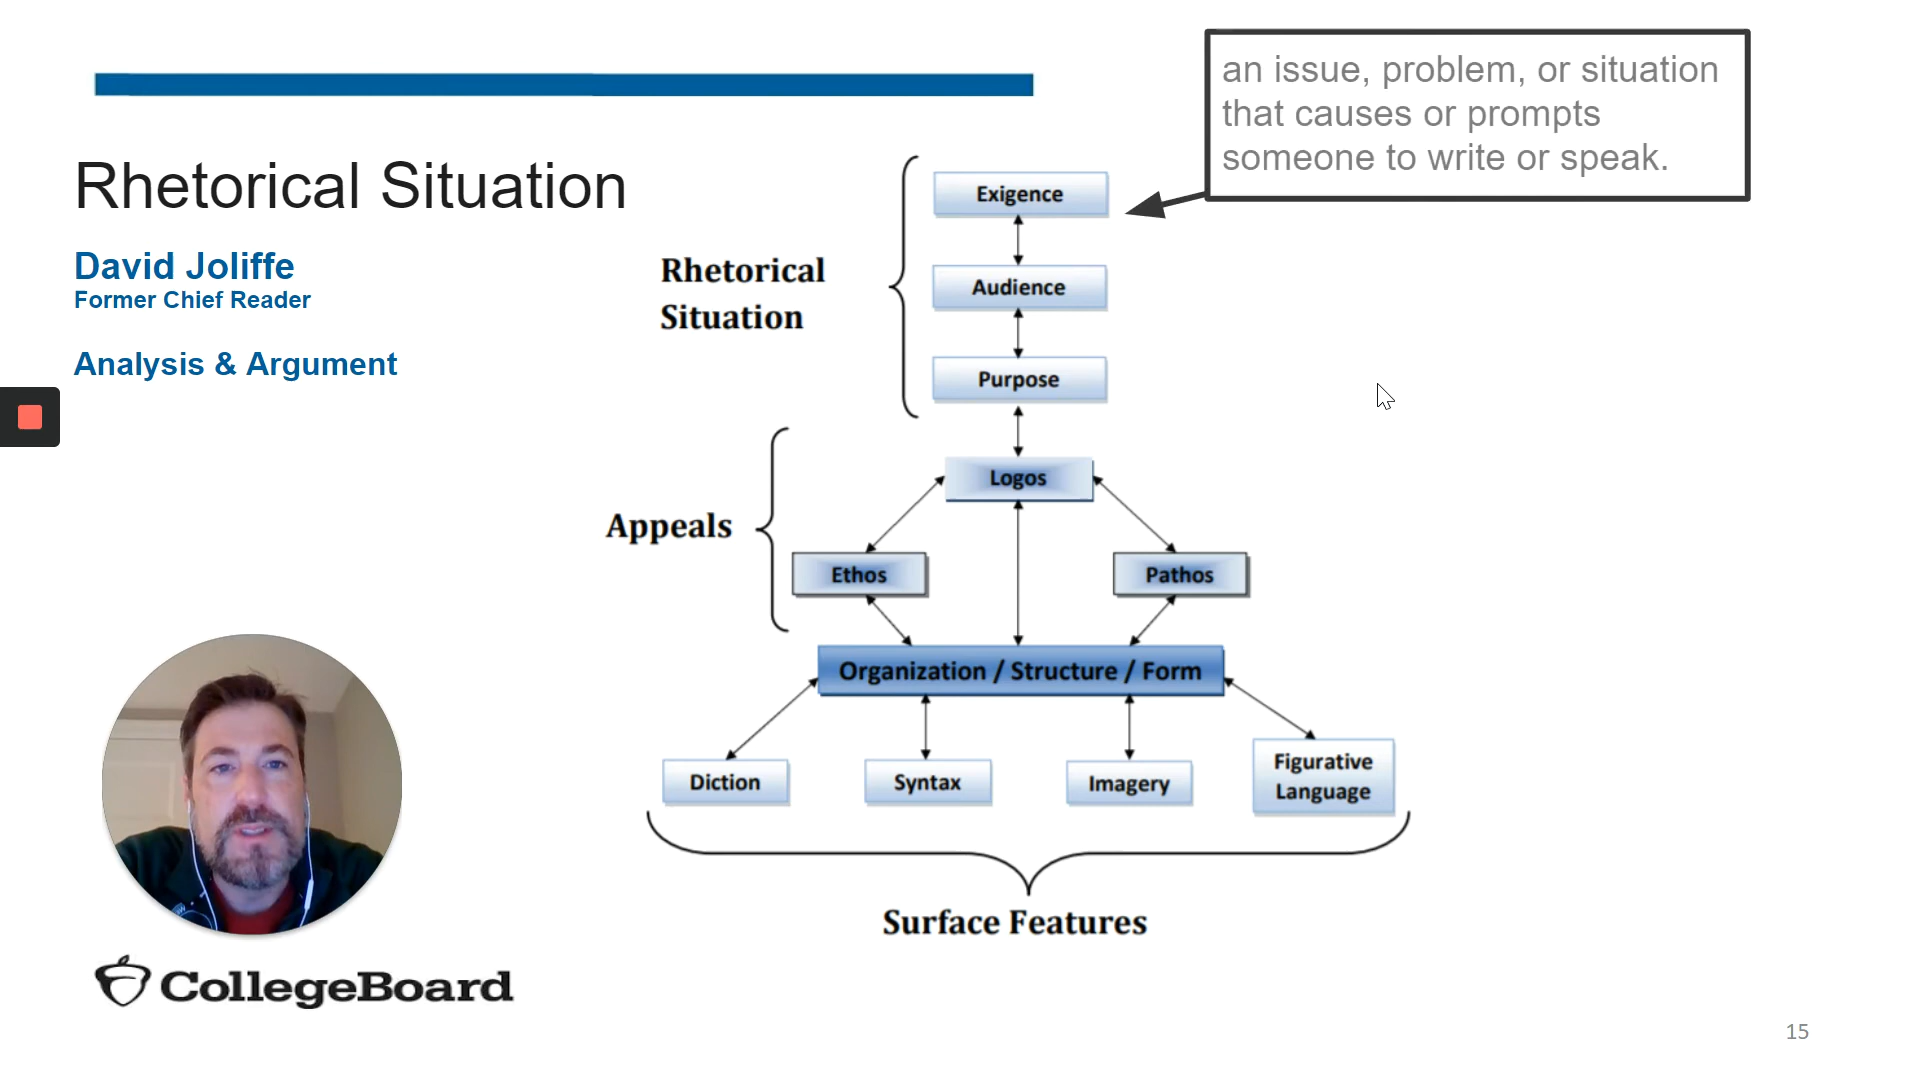 an issue, problem, or situation
that causes or prompts
someone to write or speak.
Rhetorical Situation
David Joliffe
Former Chief Reader
Analysis & Argument
Rhetorical
Situation
Exigence
Audience
Purpose
Appeals
Logos
Ethos
Pathos
Organization / Structure / Form
Diction
Syntax
Imagery
Figurative
Language
Surface Features
CollegeBoard
15